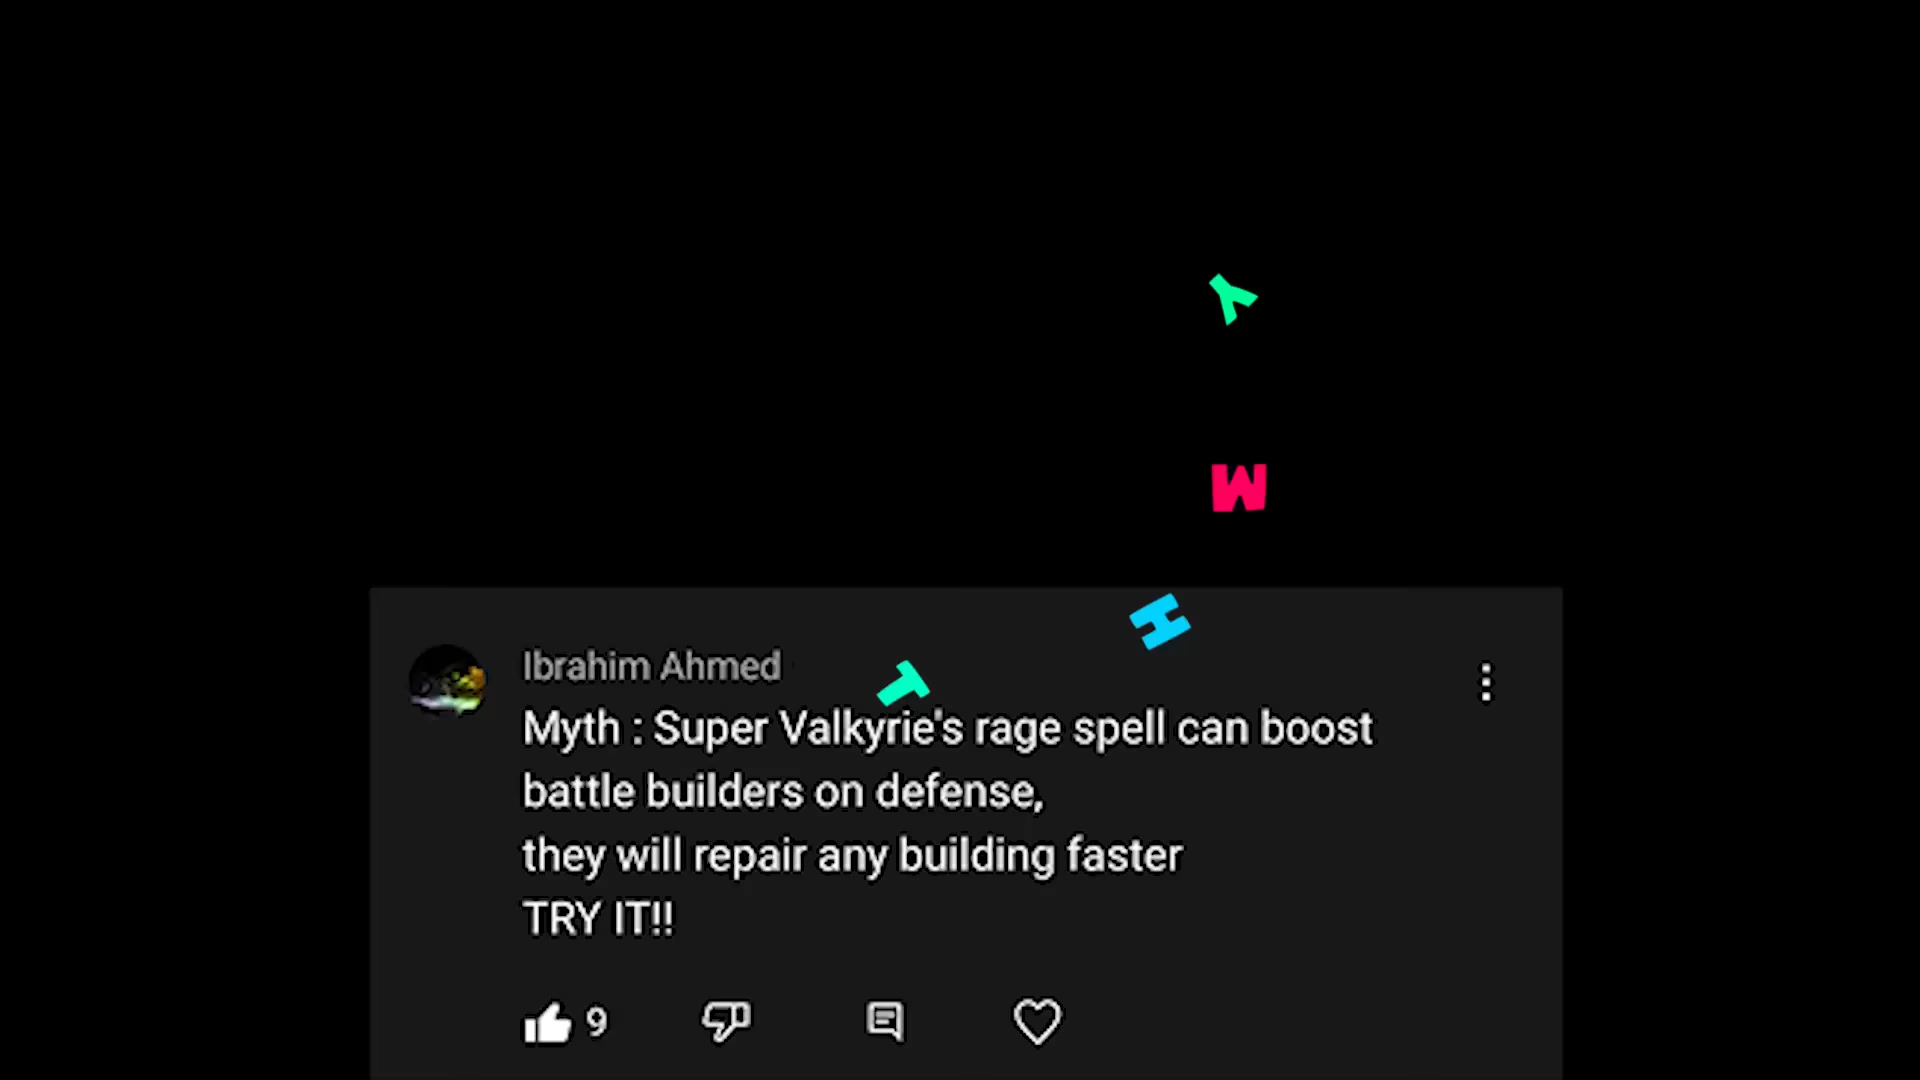 Y
M
H
T
Ibrahim Ahmed
Myth : Super Valkyrie's rage spell can boost
battle builders on defense,
they will repair any building faster
TRY IT!!
9